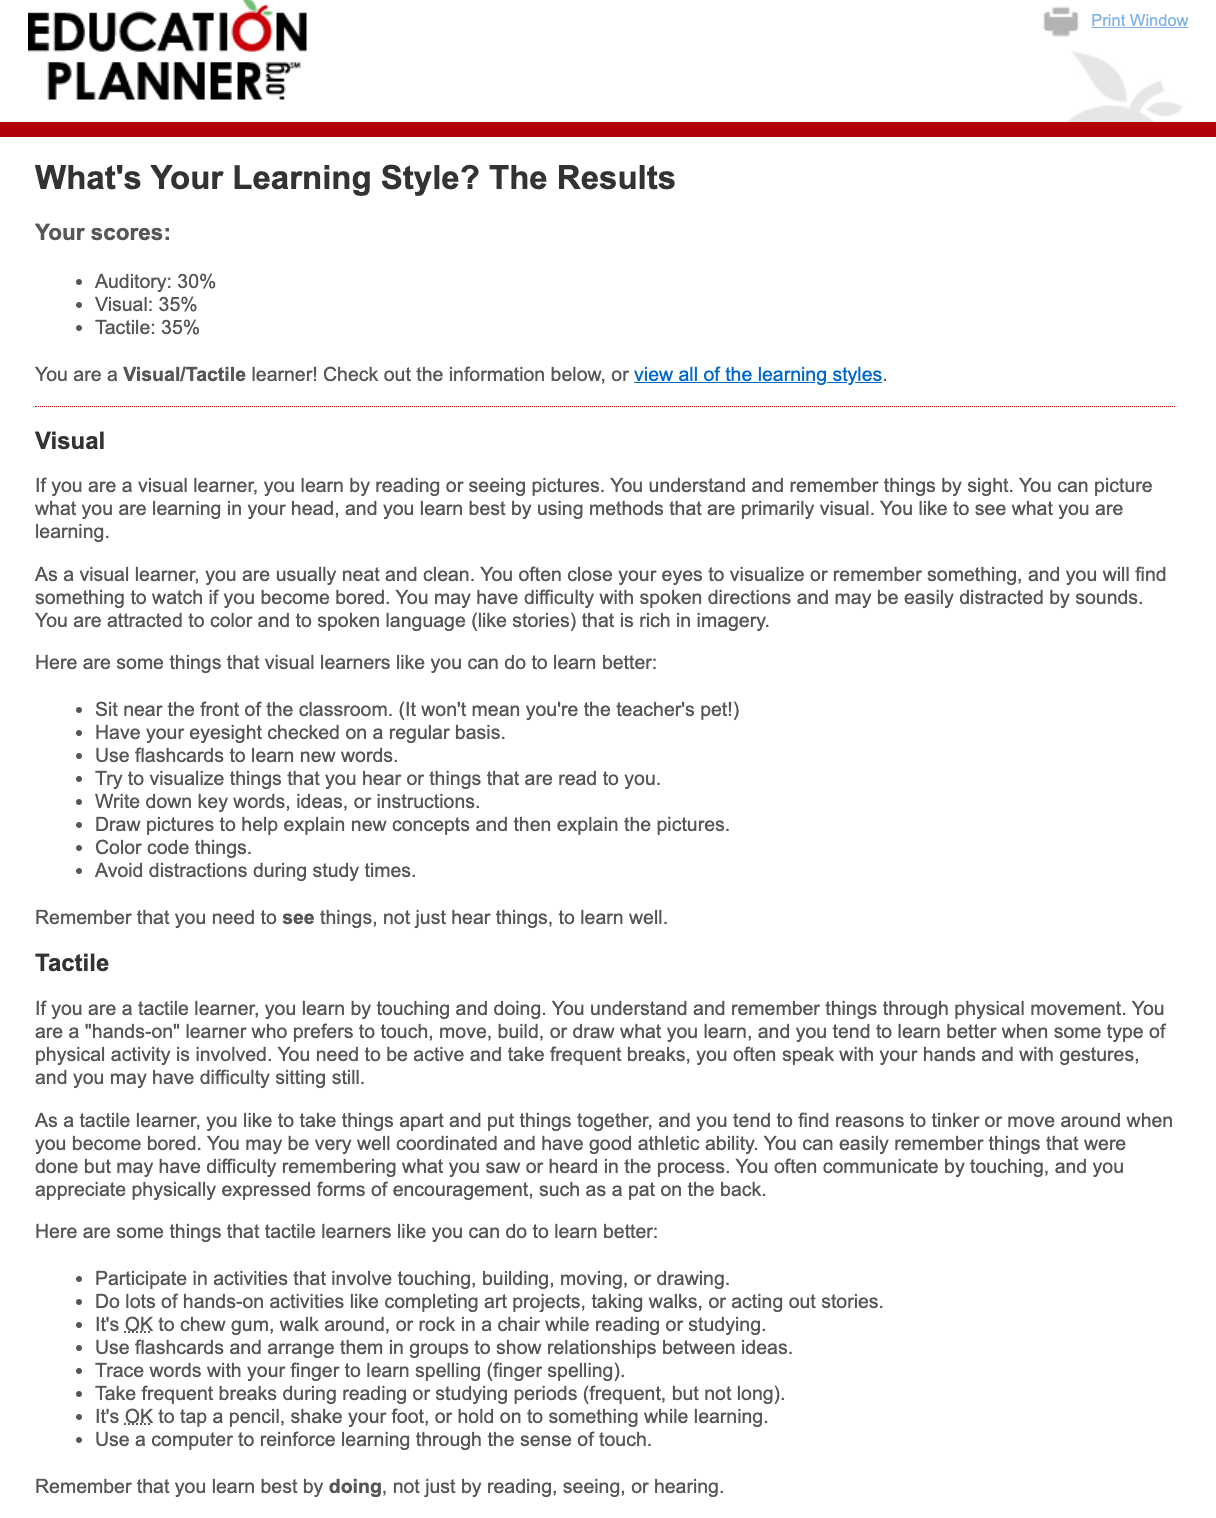 EDUCATION
PLANNER.org℠
Print Window
What's Your Learning Style? The Results
Your scores:
• Auditory: 30%
• Visual: 35%
• Tactile: 35%
You are a Visual/Tactile learner! Check out the information below, or view all of the learning styles.
Visual
If you are a visual learner, you learn by reading or seeing pictures. You understand and remember things by sight. You can picture
what you are learning in your head, and you learn best by using methods that are primarily visual. You like to see what you are
learning.
As a visual learner, you are usually neat and clean. You often close your eyes to visualize or remember something, and you will find
something to watch if you become bored. You may have difficulty with spoken directions and may be easily distracted by sounds.
You are attracted to color and to spoken language (like stories) that is rich in imagery.
Here are some things that visual learners like you can do to learn better:
• Sit near the front of the classroom. (It won't mean you're the teacher's pet!)
• Have your eyesight checked on a regular basis.
• Use flashcards to learn new words.
• Try to visualize things that you hear or things that are read to you.
• Write down key words, ideas, or instructions.
• Draw pictures to help explain new concepts and then explain the pictures.
• Color code things.
• Avoid distractions during study times.
Remember that you need to see things, not just hear things, to learn well.
Tactile
If you are a tactile learner, you learn by touching and doing. You understand and remember things through physical movement. You
are a "hands-on" learner who prefers to touch, move, build, or draw what you learn, and you tend to learn better when some type of
physical activity is involved. You need to be active and take frequent breaks, you often speak with your hands and with gestures,
and you may have difficulty sitting still.
As a tactile learner, you like to take things apart and put things together, and you tend to find reasons to tinker or move around when
you become bored. You may be very well coordinated and have good athletic ability. You can easily remember things that were
done but may have difficulty remembering what you saw or heard in the process. You often communicate by touching, and you
appreciate physically expressed forms of encouragement, such as a pat on the back.
Here are some things that tactile learners like you can do to learn better:
• Participate in activities that involve touching, building, moving, or drawing.
• Do lots of hands-on activities like completing art projects, taking walks, or acting out stories.
• It's OK to chew gum, walk around, or rock in a chair while reading or studying.
• Use flashcards and arrange them in groups to show relationships between ideas.
• Trace words with your finger to learn spelling (finger spelling).
• Take frequent breaks during reading or studying periods (frequent, but not long).
• It's OK to tap a pencil, shake your foot, or hold on to something while learning.
• Use a computer to reinforce learning through the sense of touch.
Remember that you learn best by doing, not just by reading, seeing, or hearing.